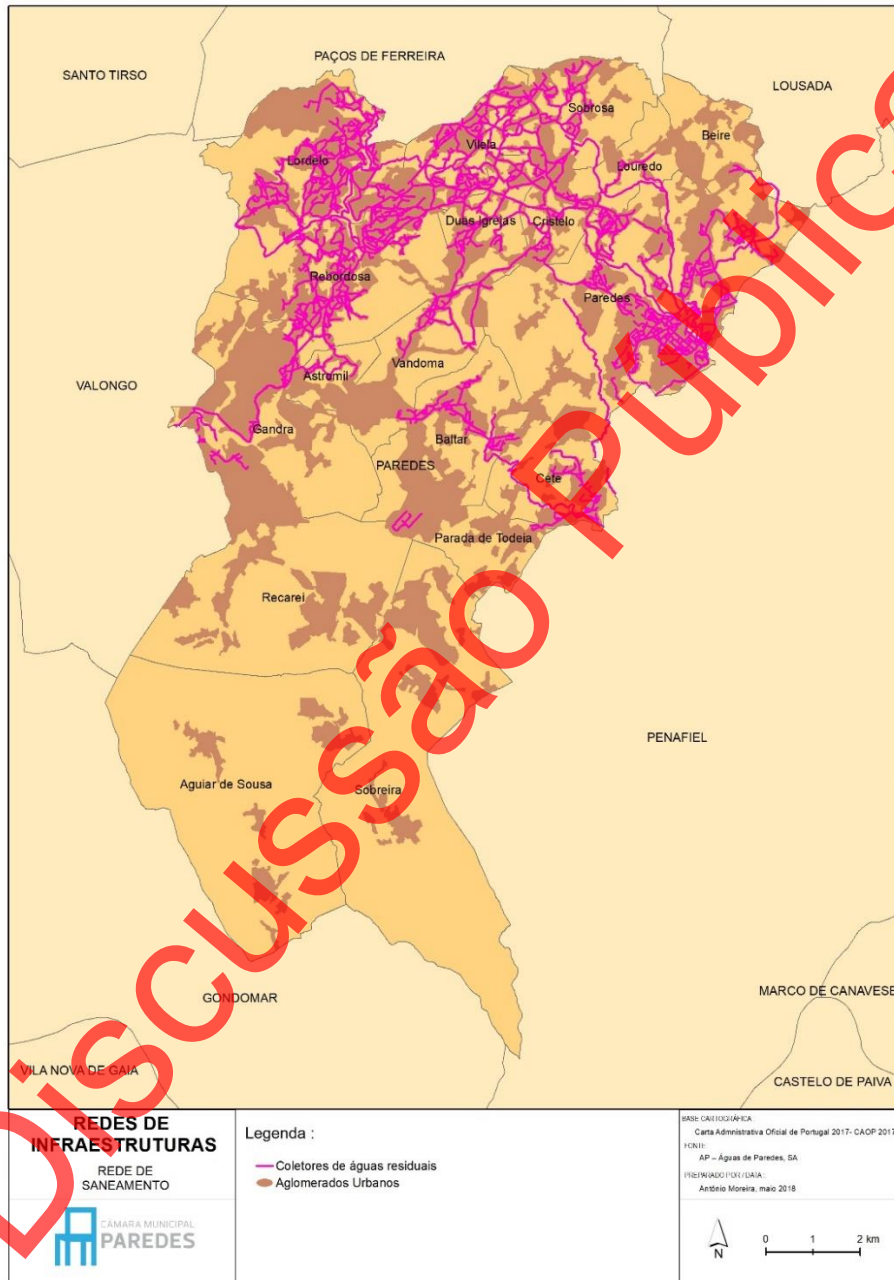 PAÇOS DE FERREIRA
SANTO TIRSO
LOUSADA
Sobrosa
Beire
Vilela
Lordelo
Louredo
Duas Igrejas
Cristelo
Rebordosa
Paredes
Vandoma
Astromil
VALONGO
Gandra
Baltar
PAREDES
Cete
Parada de Todeia
Recarei
PENAFIEL
Aguiar de Sousa
Sobreira
GONDOMAR
MARCO DE CANAVESE
VILA NOVA DE GAIA
CASTELO DE PAIVA
Discussão Pública
REDES DE
INFRAESTRUTURAS
REDE DE
SANEAMENTO
CÂMARA MUNICIPAL
PAREDES
Legenda :
Coletores de águas residuais
Aglomerados Urbanos
BASE CARTOGRÁFICA:
Carta Admnistrativa Oficial de Portugal 2017- CAOP 2017
FONTE:
AP – Águas de Paredes, SA
PREPARADO POR / DATA:
António Moreira, maio 2018
N
0 1 2 km